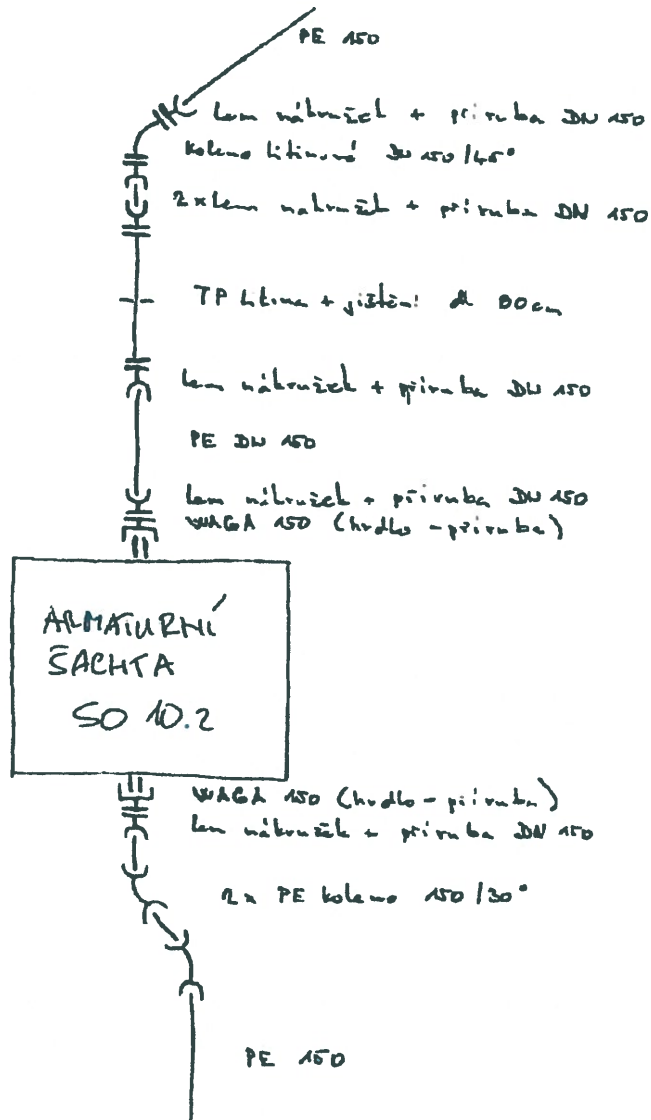 PE 150
lem nákružek + příruba DN 150
koleno litinové DN 150/45°
2x lem nákružek + příruba DN 150
TP litina + jištění dl 80cm
lem nákružek + příruba DN 150
PE DN 150
lem nákružek + příruba DN 150
WAGA 150 (hrdlo - příruba)
ARMATURNÍ
ŠACHTA
SO 10.2
WAGA 150 (hrdlo - příruba)
lem nákružek + příruba DN 150
2x PE koleno 150/30°
PE 150